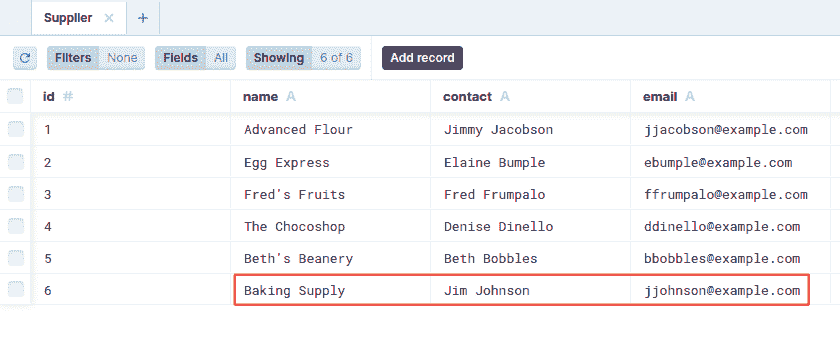 Supplier × +
Filters None Fields All Showing 6 of 6 Add record
id # name A contact A email A
1 Advanced Flour Jimmy Jacobson jjacobson@example.com
2 Egg Express Elaine Bumple ebumple@example.com
3 Fred's Fruits Fred Frumpalo ffrumpalo@example.com
4 The Chocoshop Denise Dinello ddinello@example.com
5 Beth's Beanery Beth Bobbles bbobbles@example.com
6 Baking Supply Jim Johnson jjohnson@example.com